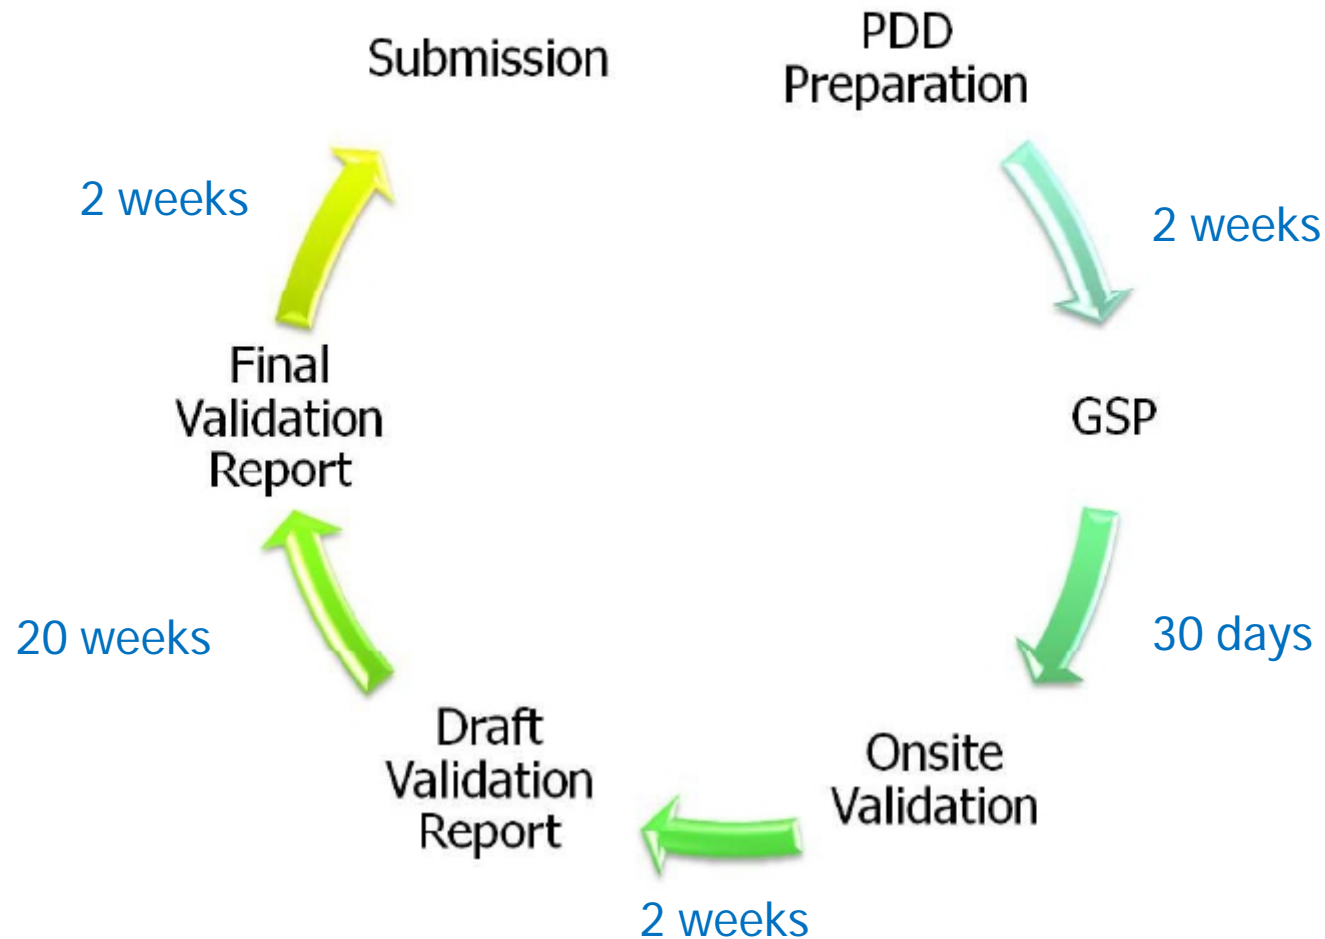 PDD
Preparation
2 weeks
GSP
30 days
Onsite
Validation
2 weeks
Draft
Validation
Report
20 weeks
Final
Validation
Report
2 weeks
Submission